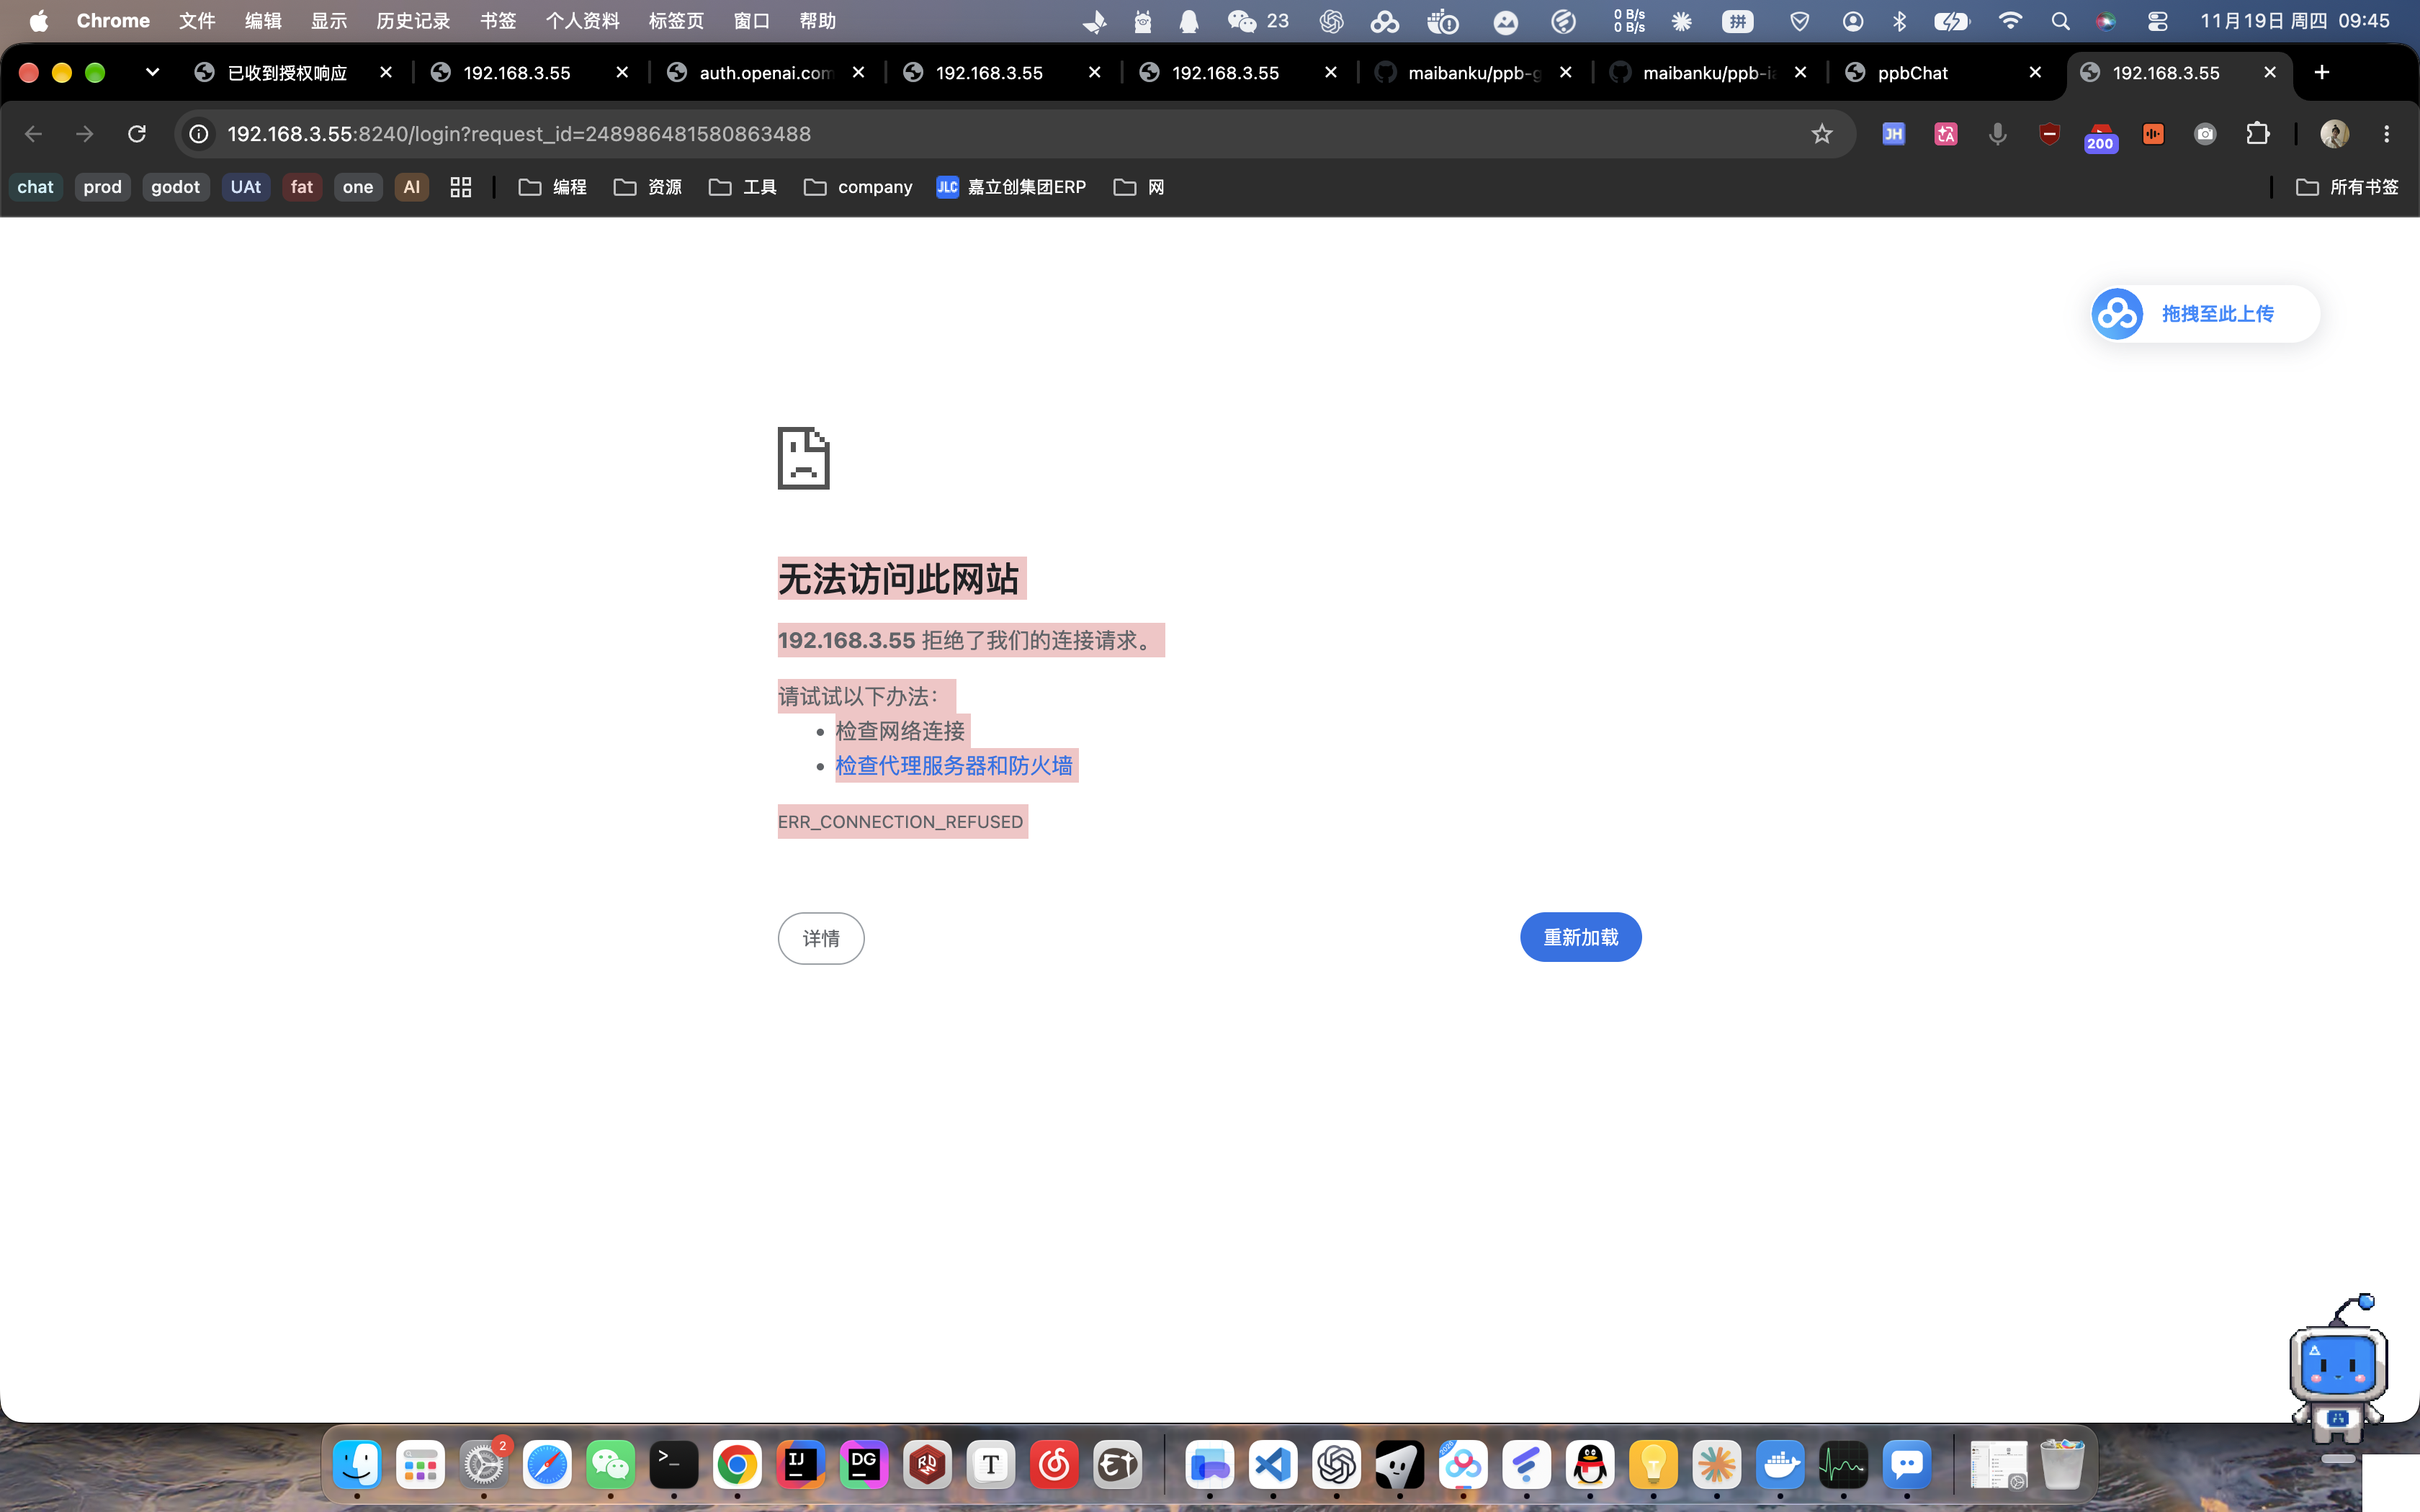 Chrome 文件 编辑 显示 历史记录 书签 个人资料 标签页 窗口 帮助 23 0 B/s 拼 11月19日 周四 09:45
0 B/s
已收到授权响应 192.168.3.55 auth.openai.com 192.168.3.55 192.168.3.55 maibanku/ppb-g maibanku/ppb-ia ppbChat 192.168.3.55
192.168.3.55:8240/login?request_id=248986481580863488 JH 200
chat prod godot UAt fat one AI 编程 资源 工具 company JLC 嘉立创集团ERP 网 所有书签
拖拽至此上传
无法访问此网站
192.168.3.55 拒绝了我们的连接请求。
请试试以下办法：
检查网络连接
检查代理服务器和防火墙
ERR_CONNECTION_REFUSED
详情 重新加载
2 IJ DG T